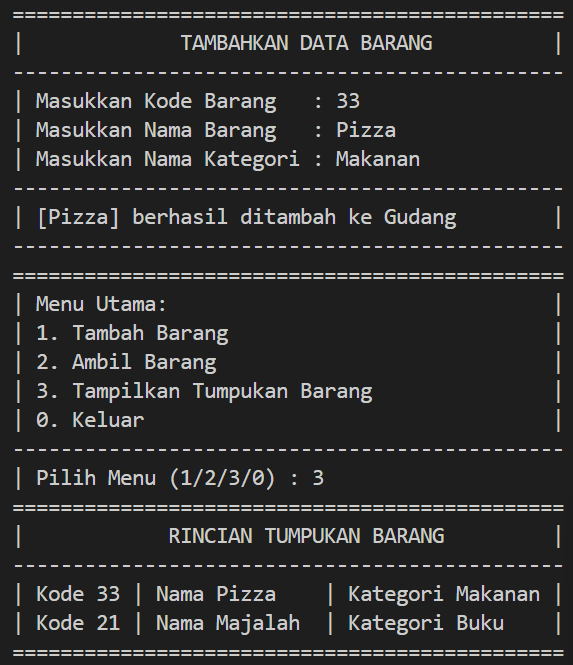 ==============================================
|             TAMBAHKAN DATA BARANG          |
----------------------------------------------
| Masukkan Kode Barang   : 33
| Masukkan Nama Barang   : Pizza
| Masukkan Nama Kategori : Makanan
----------------------------------------------
| [Pizza] berhasil ditambah ke Gudang        |
----------------------------------------------
==============================================
| Menu Utama:                                |
| 1. Tambah Barang                           |
| 2. Ambil Barang                            |
| 3. Tampilkan Tumpukan Barang               |
| 0. Keluar                                  |
----------------------------------------------
| Pilih Menu (1/2/3/0) : 3
==============================================
|            RINCIAN TUMPUKAN BARANG         |
----------------------------------------------
| Kode 33 | Nama Pizza    | Kategori Makanan |
| Kode 21 | Nama Majalah  | Kategori Buku    |
==============================================